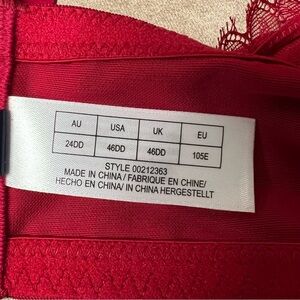 AU USA UK EU
24DD 46DD 46DD 105E
STYLE 00212363
MADE IN CHINA / FABRIQUE EN CHINE/
HECHO EN CHINA/ IN CHINA HERGESTELLT